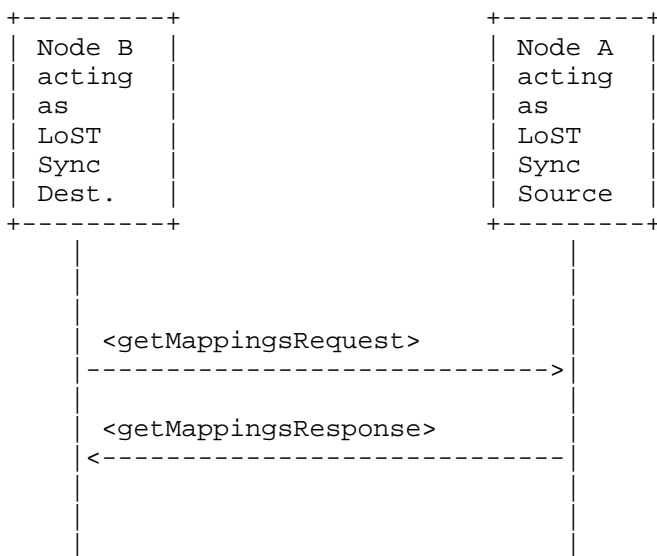 Node B
acting
as
LoST
Sync
Dest.
Node A
acting
as
LoST
Sync
Source
<getMappingsRequest>
<getMappingsResponse>